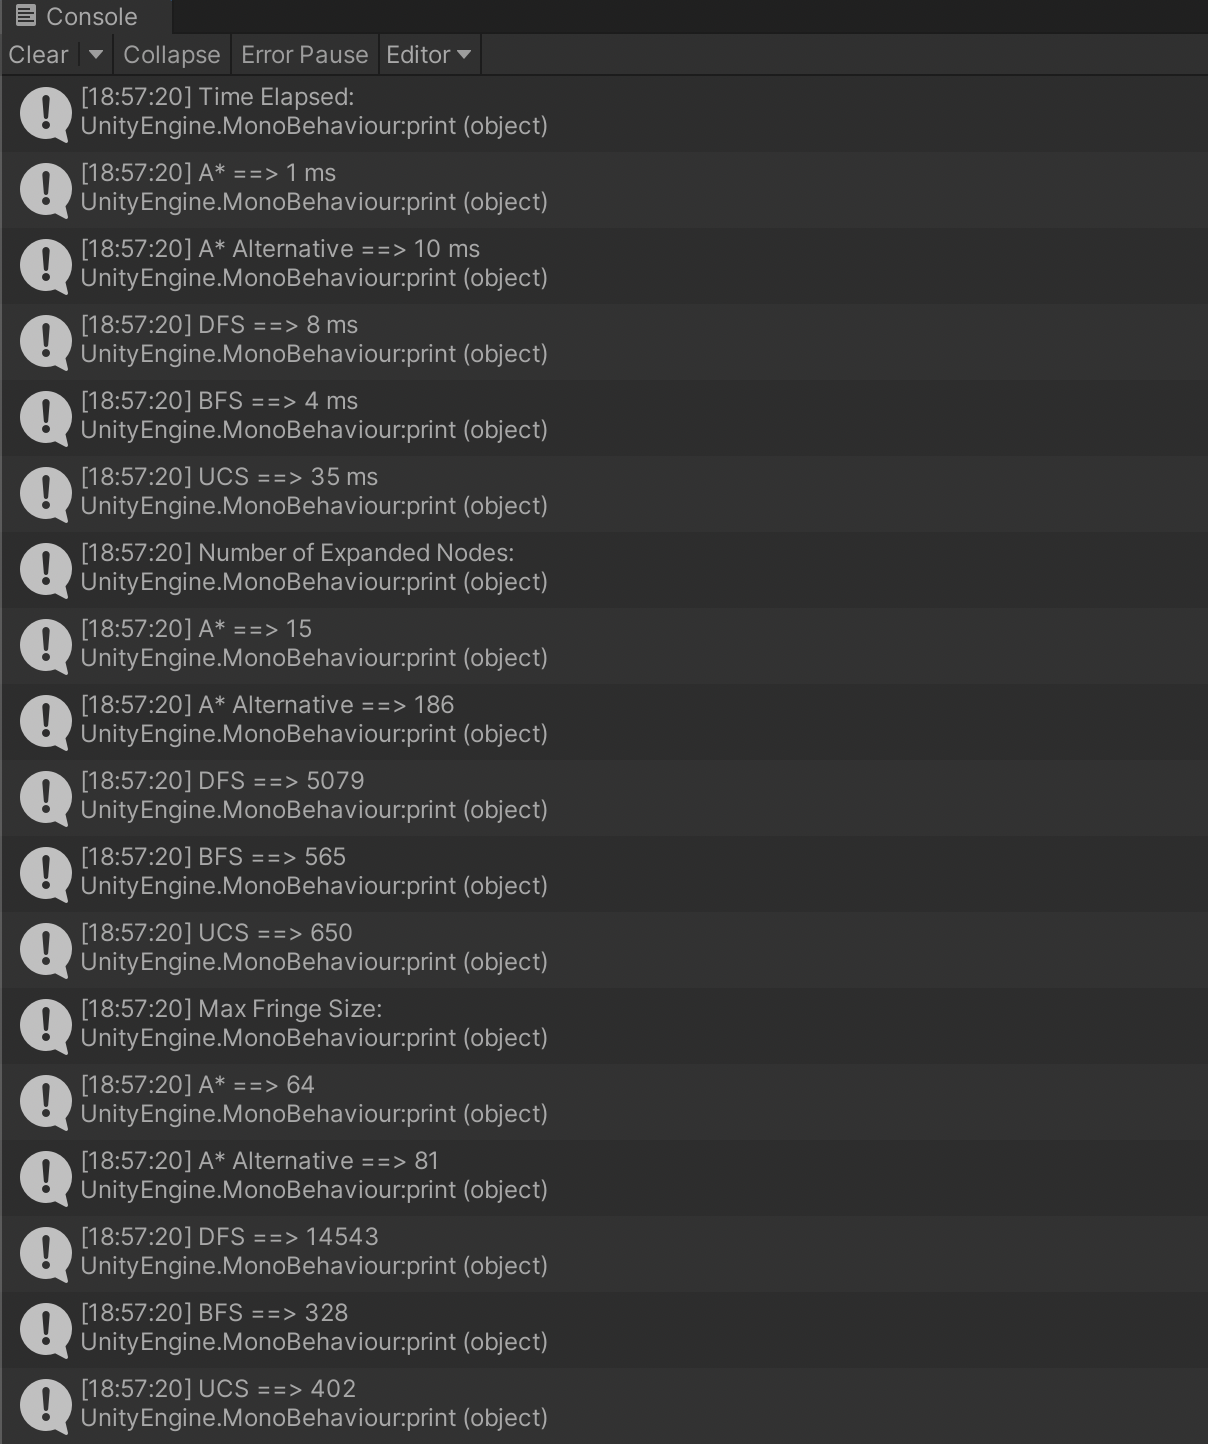 Console
Clear Collapse Error Pause Editor
[18:57:20] Time Elapsed:
UnityEngine.MonoBehaviour:print (object)
[18:57:20] A* ==> 1 ms
UnityEngine.MonoBehaviour:print (object)
[18:57:20] A* Alternative ==> 10 ms
UnityEngine.MonoBehaviour:print (object)
[18:57:20] DFS ==> 8 ms
UnityEngine.MonoBehaviour:print (object)
[18:57:20] BFS ==> 4 ms
UnityEngine.MonoBehaviour:print (object)
[18:57:20] UCS ==> 35 ms
UnityEngine.MonoBehaviour:print (object)
[18:57:20] Number of Expanded Nodes:
UnityEngine.MonoBehaviour:print (object)
[18:57:20] A* ==> 15
UnityEngine.MonoBehaviour:print (object)
[18:57:20] A* Alternative ==> 186
UnityEngine.MonoBehaviour:print (object)
[18:57:20] DFS ==> 5079
UnityEngine.MonoBehaviour:print (object)
[18:57:20] BFS ==> 565
UnityEngine.MonoBehaviour:print (object)
[18:57:20] UCS ==> 650
UnityEngine.MonoBehaviour:print (object)
[18:57:20] Max Fringe Size:
UnityEngine.MonoBehaviour:print (object)
[18:57:20] A* ==> 64
UnityEngine.MonoBehaviour:print (object)
[18:57:20] A* Alternative ==> 81
UnityEngine.MonoBehaviour:print (object)
[18:57:20] DFS ==> 14543
UnityEngine.MonoBehaviour:print (object)
[18:57:20] BFS ==> 328
UnityEngine.MonoBehaviour:print (object)
[18:57:20] UCS ==> 402
UnityEngine.MonoBehaviour:print (object)